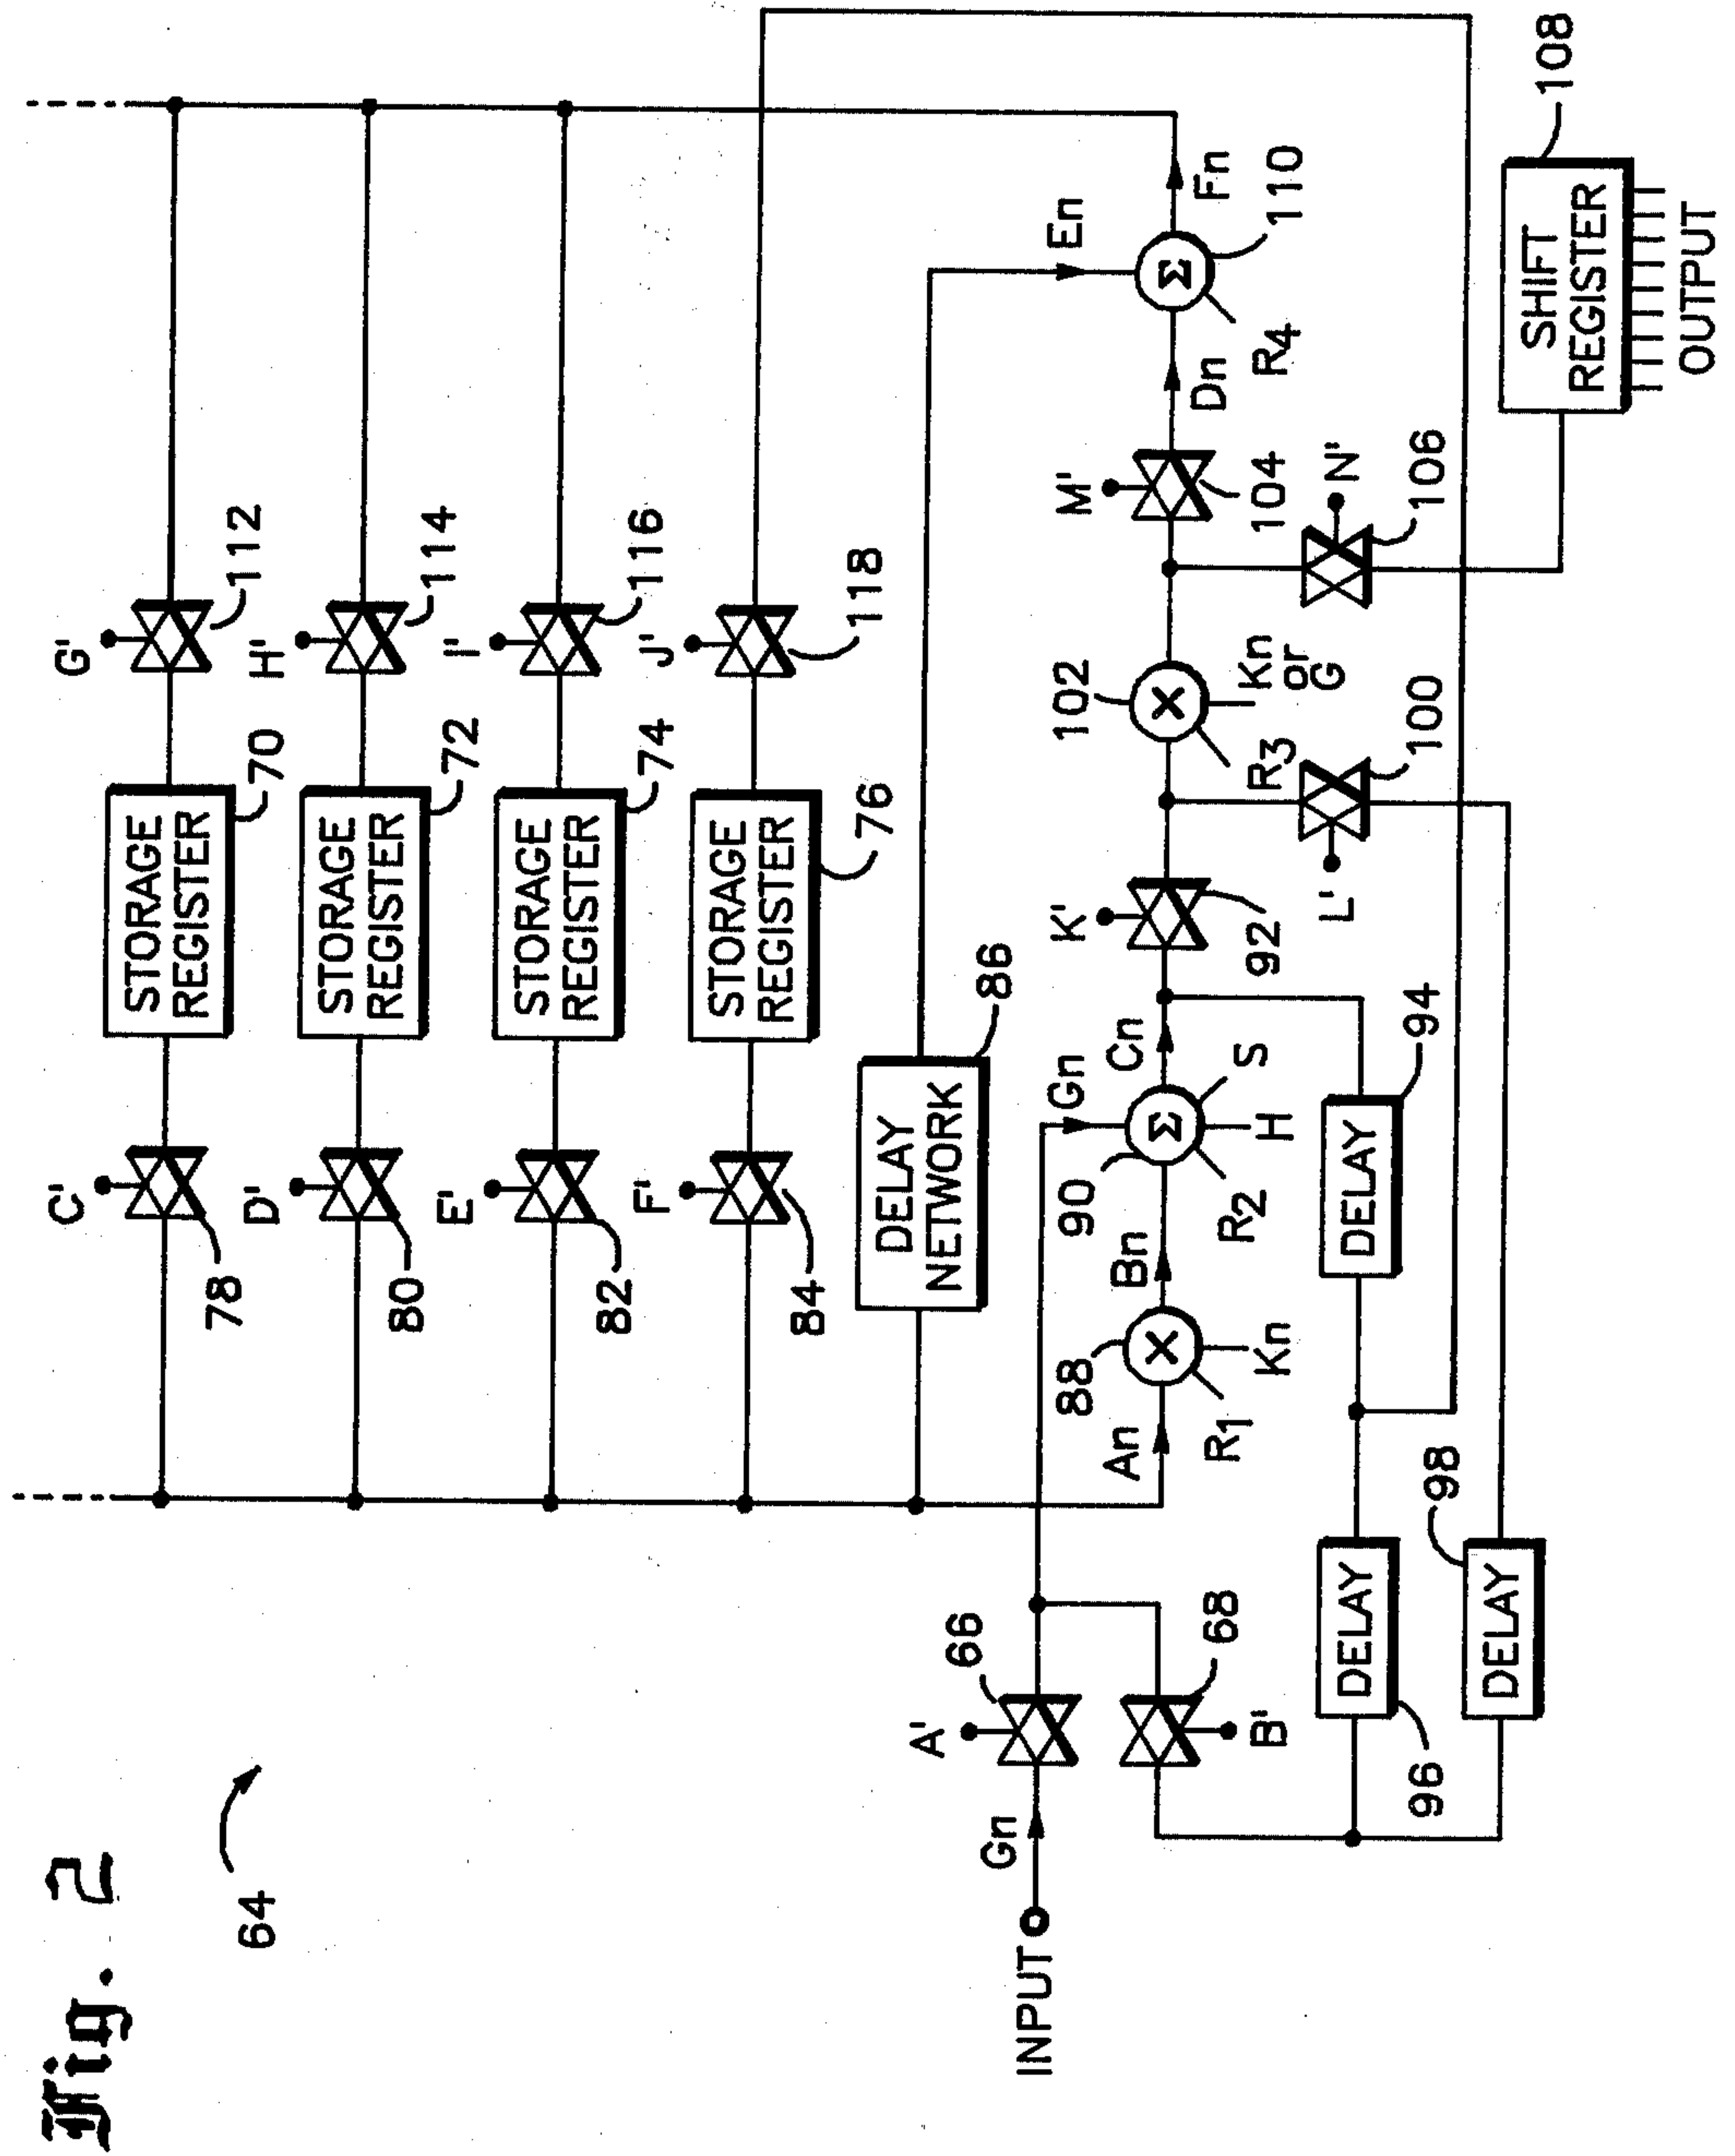 Fig. 2
64
C'
78
STORAGE
REGISTER
70
G'
112
D'
80
STORAGE
REGISTER
72
H'
114
E'
82
STORAGE
REGISTER
74
I'
116
F'
84
STORAGE
REGISTER
76
J'
118
DELAY
NETWORK
86
INPUT
Gn
A'
66
B'
68
An
88
R1
Kn
Bn
90
Gn
R2
H
S
Cn
K'
92
102
R3
Kn
or
G
M'
104
Dn
En
R4
Fn
110
L'
100
N'
106
DELAY
94
DELAY
96
DELAY
98
SHIFT
REGISTER
108
OUTPUT